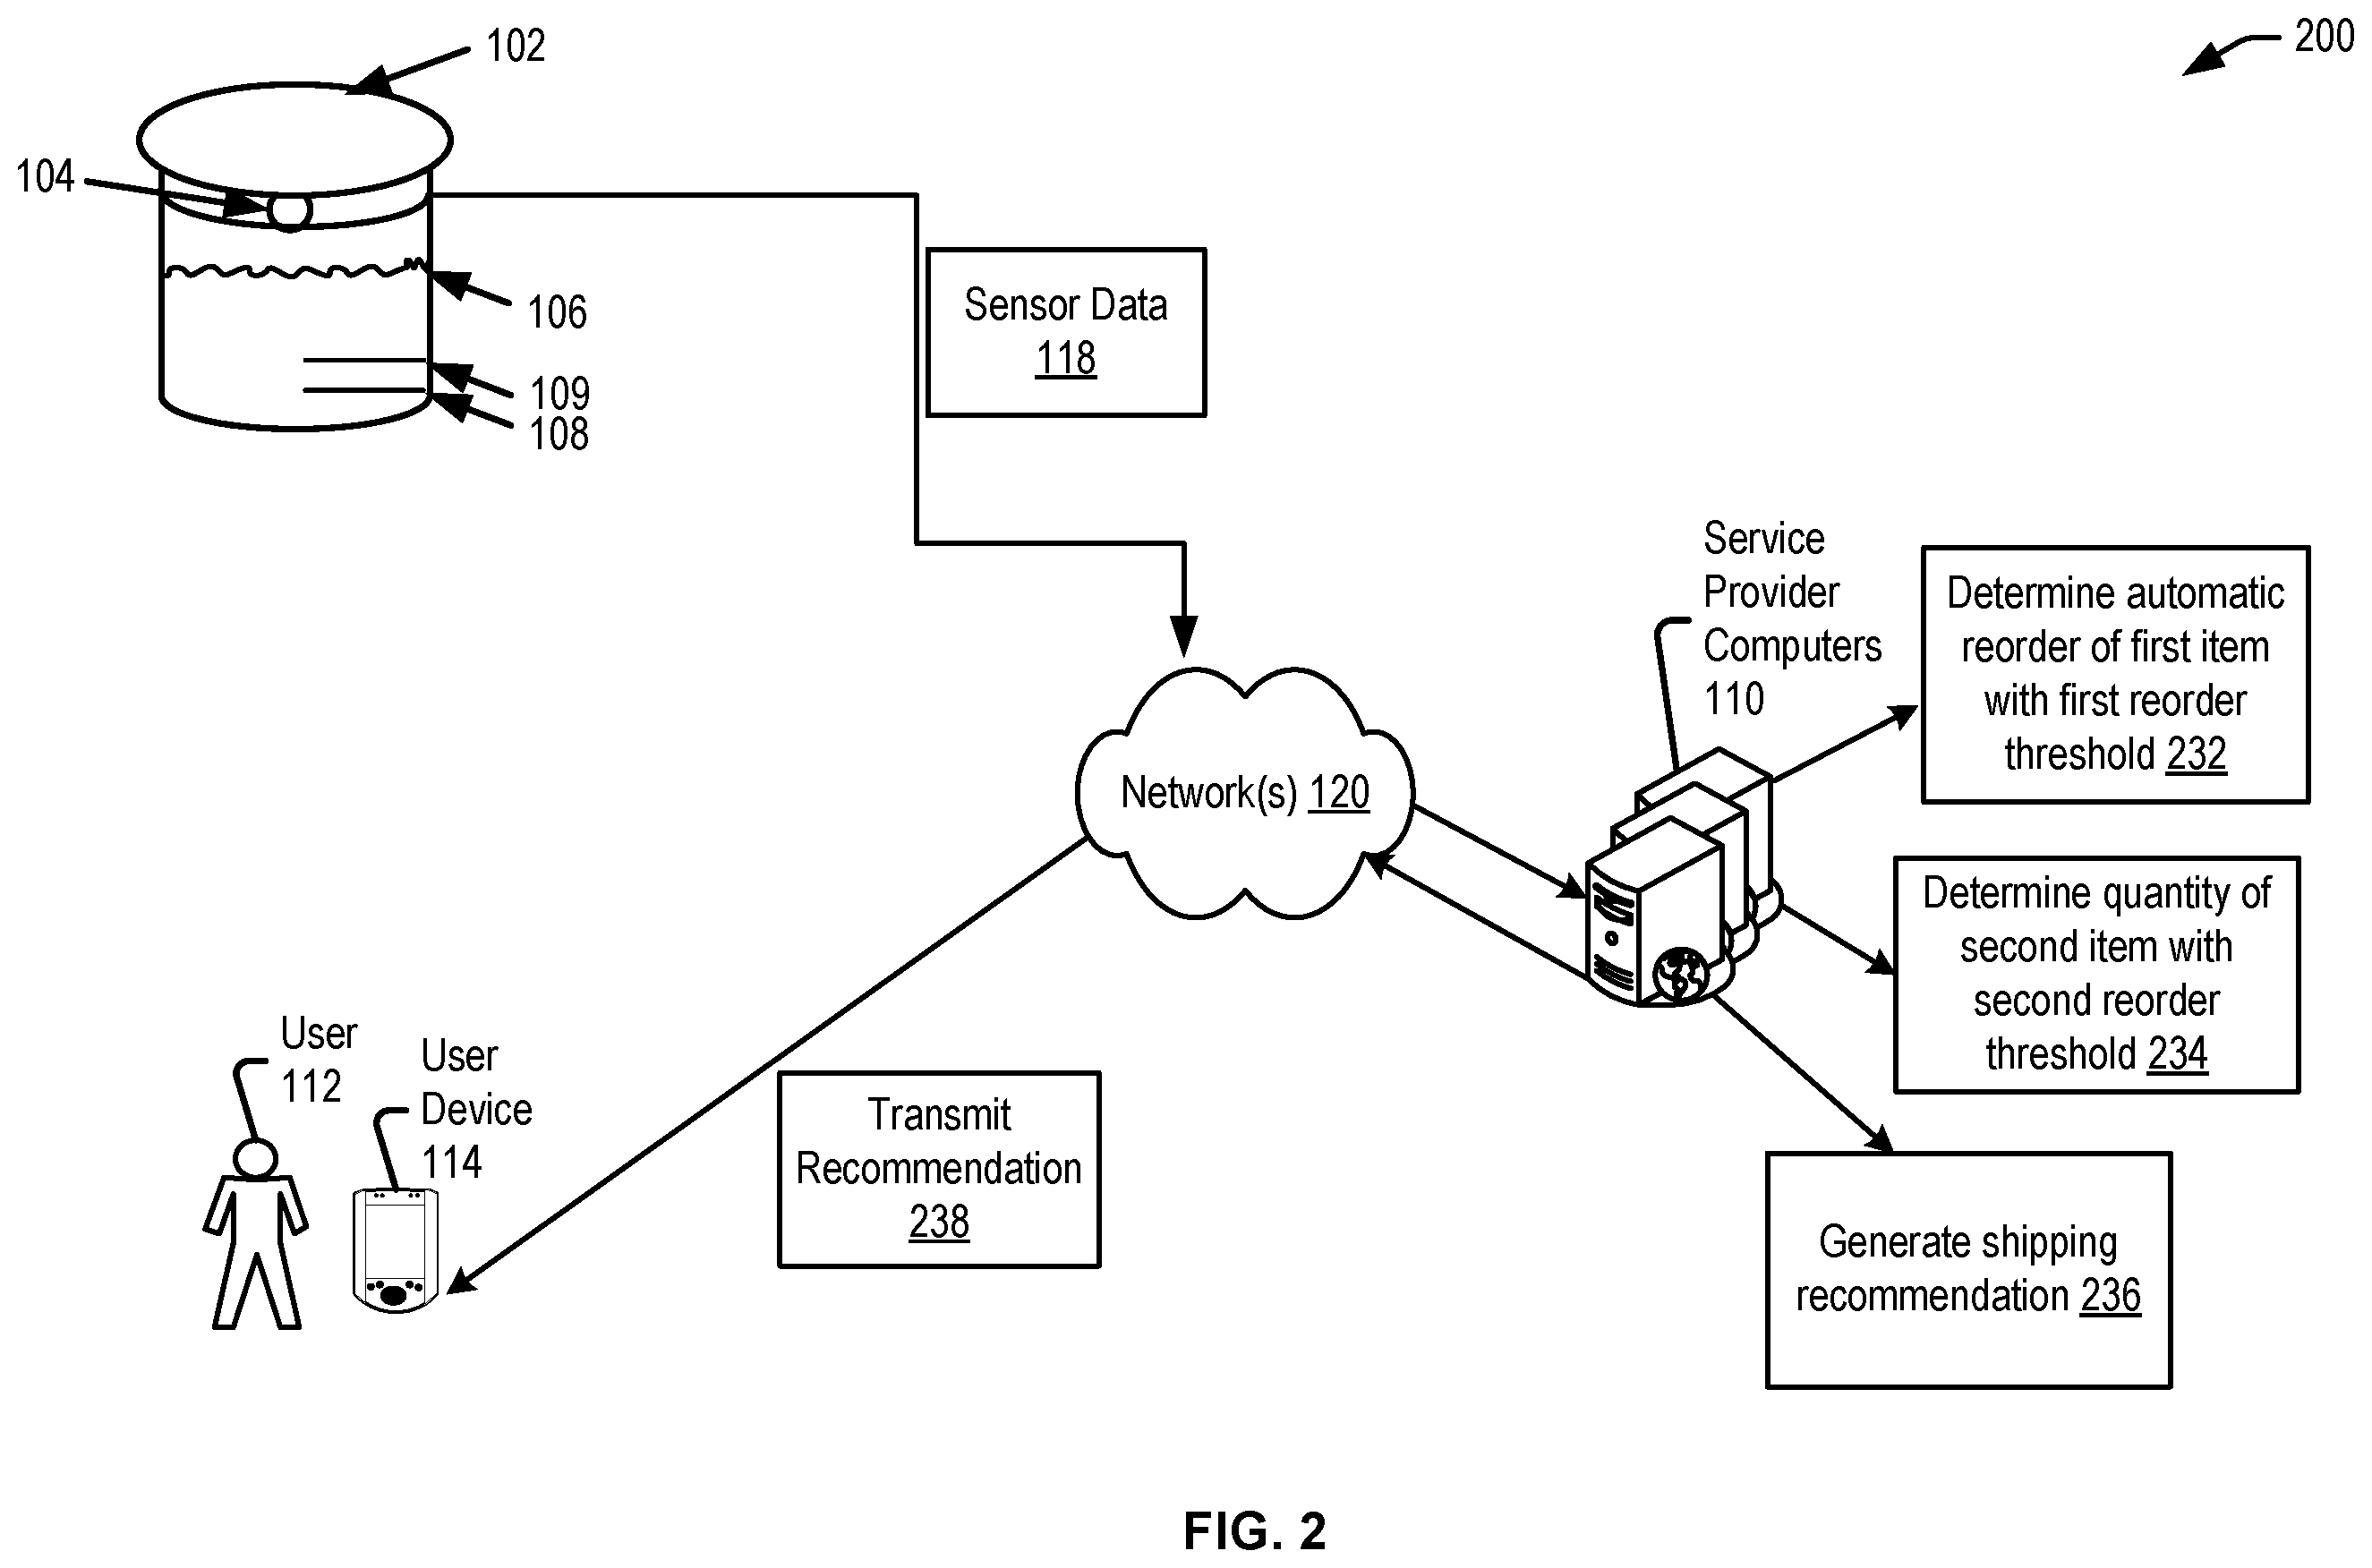 200
102
104
106
109
108
Sensor Data
118
Service
Provider
Computers
110
Determine automatic
reorder of first item
with first reorder
threshold 232
Network(s) 120
Determine quantity of
second item with
second reorder
threshold 234
User
112
User
Device
114
Transmit
Recommendation
238
Generate shipping
recommendation 236
FIG. 2